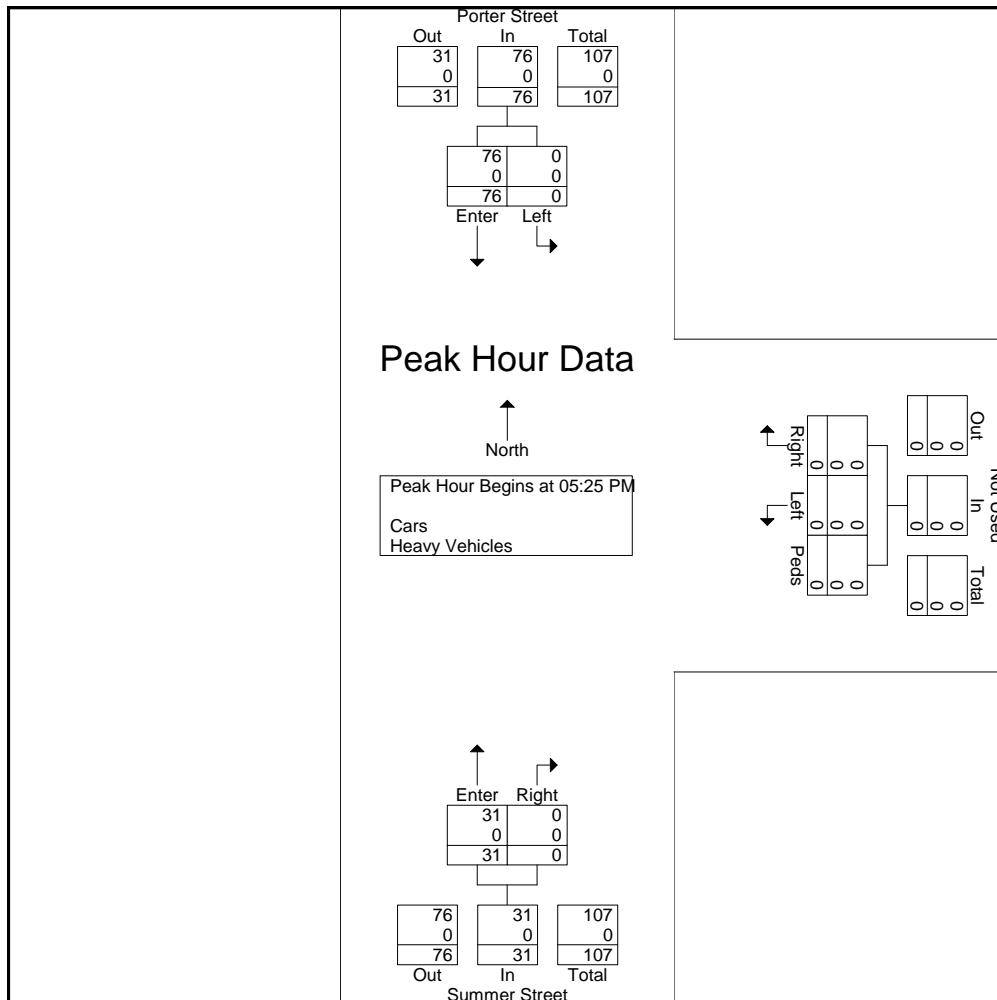 Porter Street
Out In Total
31 76 107
0 0 0
31 76 107
76 0
0 0
76 0
Enter Left
Peak Hour Data
North
Peak Hour Begins at 05:25 PM
Cars
Heavy Vehicles
Right Left Peds
0 0 0
0 0 0
0 0 0
Out In Total
0 0 0
0 0 0
0 0 0
Not Used
Enter Right
31 0
0 0
31 0
76 31 107
0 0 0
76 31 107
Out In Total
Summer Street